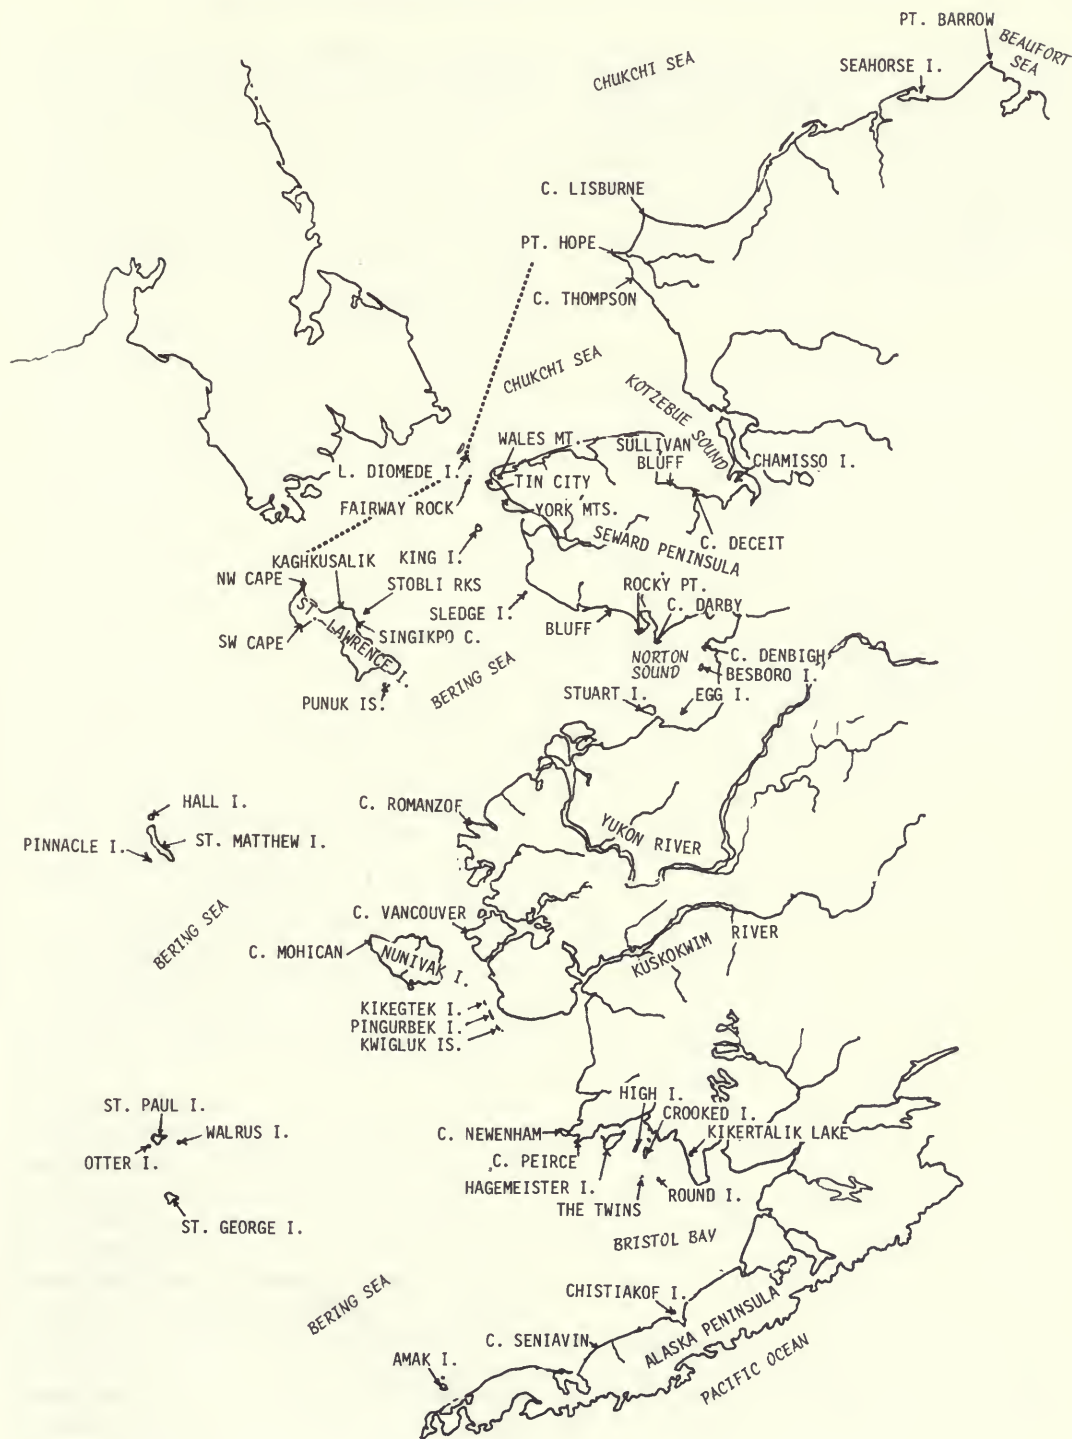 PT. BARROW
BEAUFORT
SEA
CHUKCHI SEA
SEAHORSE I.
C. LISBURNE
PT. HOPE
C. THOMPSON
CHUKCHI SEA
KOTZEBUE SOUND
WALES MT.
SULLIVAN
BLUFF
CHAMISSO I.
L. DIOMEDE I.
TIN CITY
FAIRWAY ROCK
YORK MTS.
C. DECEIT
KING I.
SEWARD PENINSULA
KAGHKUSALIK
NW CAPE
STOBLI RKS
ROCKY PT.
C. DARBY
SLEDGE I.
ST. LAWRENCE I.
SINGIKPO C.
BLUFF
SW CAPE
NORTON
SOUND
C. DENBIGH
BESBORO I.
BERING SEA
PUNUK IS.
STUART I.
EGG I.
HALL I.
C. ROMANZOF
PINNACLE I.
ST. MATTHEW I.
YUKON RIVER
C. VANCOUVER
BERING SEA
C. MOHICAN
NUNIVAK I.
KUSKOKWIM RIVER
KIKEGTEK I.
PINGURBEK I.
KWIGLUK IS.
HIGH I.
ST. PAUL I.
CROOKED I.
WALRUS I.
C. NEWENHAM
KIKERTALIK LAKE
OTTER I.
C. PEIRCE
HAGEMEISTER I.
ROUND I.
THE TWINS
ST. GEORGE I.
BRISTOL BAY
BERING SEA
CHISTIAKOF I.
ALASKA PENINSULA
C. SENIAVIN
AMAK I.
PACIFIC OCEAN